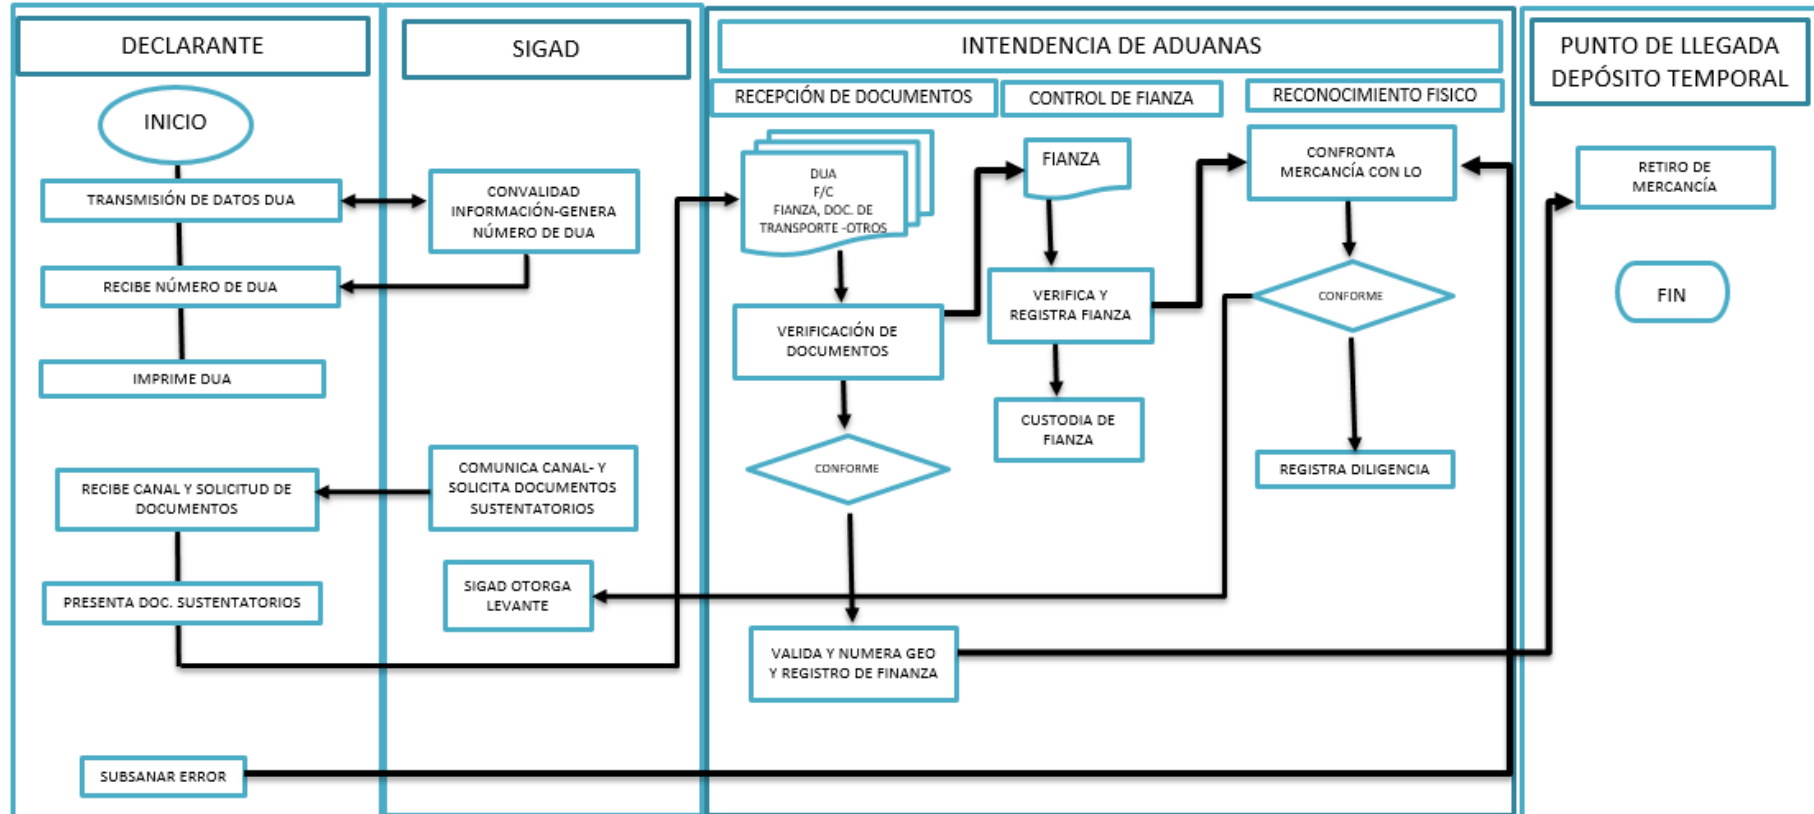 DECLARANTE
INICIO
TRANSMISIÓN DE DATOS DUA
RECIBE NÚMERO DE DUA
IMPRIME DUA
RECIBE CANAL Y SOLICITUD DE
DOCUMENTOS
PRESENTA DOC. SUSTENTATORIOS
SUBSANAR ERROR
SIGAD
CONVALIDAD
INFORMACIÓN-GENERA
NÚMERO DE DUA
COMUNICA CANAL- Y
SOLICITA DOCUMENTOS
SUSTENTATORIOS
SIGAD OTORGA
LEVANTE
INTENDENCIA DE ADUANAS
RECEPCIÓN DE DOCUMENTOS
DUA
F/C
FIANZA, DOC. DE
TRANSPORTE -OTROS
VERIFICACIÓN DE
DOCUMENTOS
CONFORME
VALIDA Y NUMERA GEO
Y REGISTRO DE FINANZA
CONTROL DE FIANZA
FIANZA
VERIFICA Y
REGISTRA FIANZA
CUSTODIA DE
FIANZA
RECONOCIMIENTO FISICO
CONFRONTA
MERCANCÍA CON LO
CONFORME
REGISTRA DILIGENCIA
PUNTO DE LLEGADA
DEPÓSITO TEMPORAL
RETIRO DE
MERCANCÍA
FIN